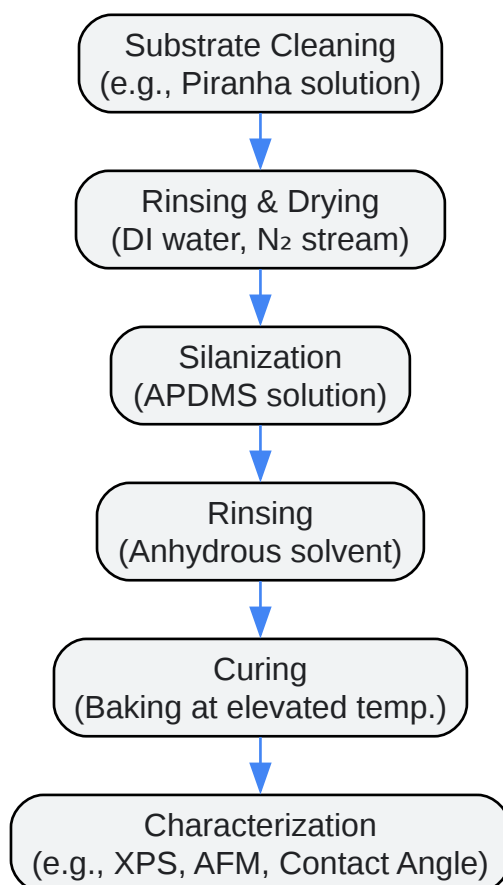 Substrate Cleaning
(e.g., Piranha solution)
Rinsing & Drying
(DI water, N₂ stream)
Silanization
(APDMS solution)
Rinsing
(Anhydrous solvent)
Curing
(Baking at elevated temp.)
Characterization
(e.g., XPS, AFM, Contact Angle)